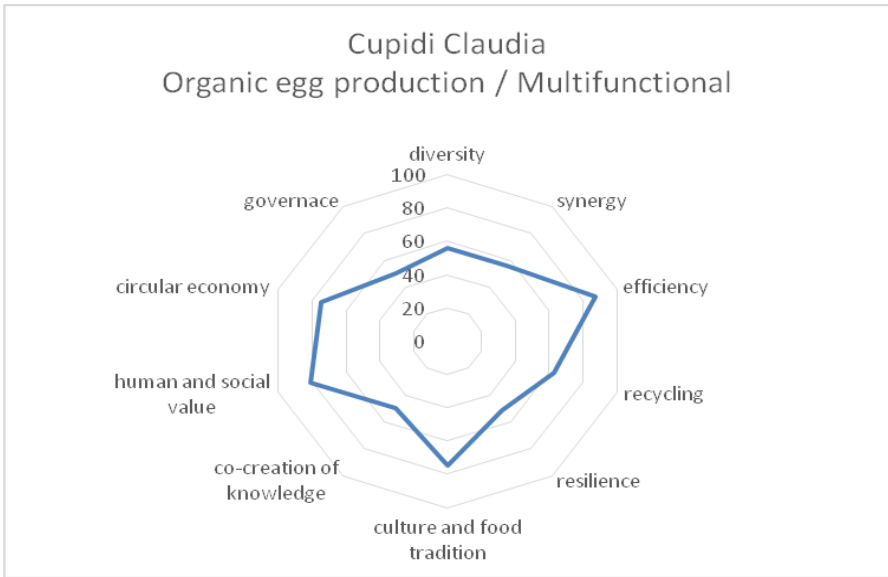 Cupidi Claudia
Organic egg production / Multifunctional
diversity
100
governace
80
synergy
60
circular economy
40
efficiency
20
0
human and social
value
recycling
co-creation of
knowledge
resilience
culture and food
tradition